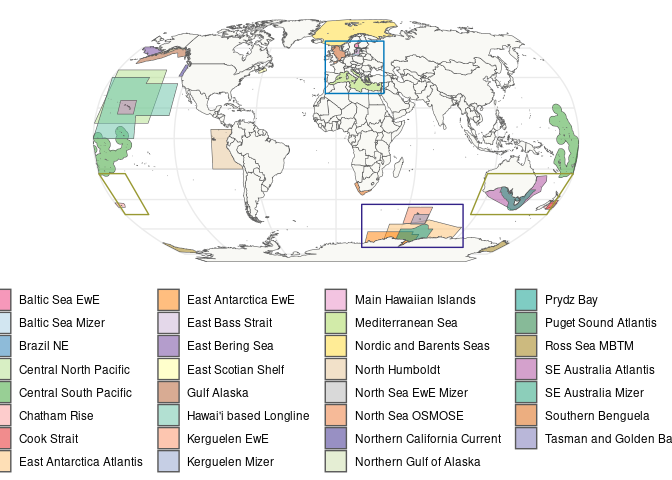 Baltic Sea EwE
Baltic Sea Mizer
Brazil NE
Central North Pacific
Central South Pacific
Chatham Rise
Cook Strait
East Antarctica Atlantis
East Antarctica EwE
East Bass Strait
East Bering Sea
East Scotian Shelf
Gulf Alaska
Hawai'i based Longline
Kerguelen EwE
Kerguelen Mizer
Main Hawaiian Islands
Mediterranean Sea
Nordic and Barents Seas
North Humboldt
North Sea EwE Mizer
North Sea OSMOSE
Northern California Current
Northern Gulf of Alaska
Prydz Bay
Puget Sound Atlantis
Ross Sea MBTM
SE Australia Atlantis
SE Australia Mizer
Southern Benguela
Tasman and Golden Ba